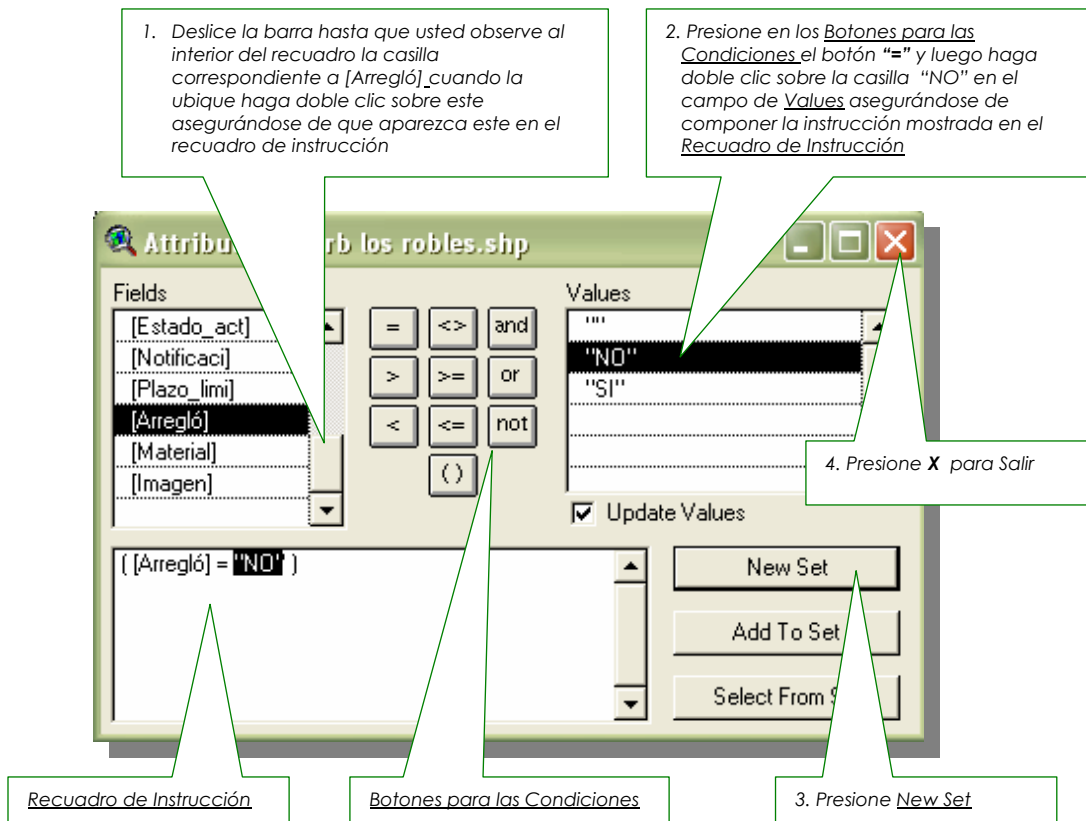 1. Deslice la barra hasta que usted observe al
interior del recuadro la casilla
correspondiente a [Arregló] cuando la
ubique haga doble clic sobre este
asegurándose de que aparezca este en el
recuadro de instrucción
2. Presione en los Botones para las
Condiciones el botón "=" y luego haga
doble clic sobre la casilla "NO" en el
campo de Values asegurándose de
componer la instrucción mostrada en el
Recuadro de Instrucción
Attribu rb los robles.shp
Fields
[Estado_act]
[Notificaci]
[Plazo_limi]
[Arregló]
[Material]
[Imagen]
= <> and
> >= or
< <= not
( )
Values
""
"NO"
"SI"
4. Presione X para Salir
Update Values
( [Arregló] = "NO" )
New Set
Add To Set
Select From S
Recuadro de Instrucción
Botones para las Condiciones
3. Presione New Set